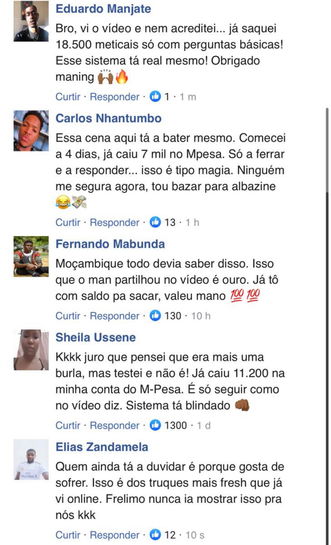 Eduardo Manjate
Bro, vi o vídeo e nem acreditei... já saquei
18.500 meticais só com perguntas básicas!
Esse sistema tá real mesmo! Obrigado
maning 🙌🏾🔥
Curtir · Responder · 👍 1 · 1 m
Carlos Nhantumbo
Essa cena aqui tá a bater mesmo. Comecei
a 4 dias, já caiu 7 mil no Mpesa. Só a ferrar
e a responder... isso é tipo magia. Ninguém
me segura agora, tou bazar para albazine
😂💸
Curtir · Responder · 👍 13 · 1 h
Fernando Mabunda
Moçambique todo devia saber disso. Isso
que o man partilhou no vídeo é ouro. Já tô
com saldo pa sacar, valeu mano 💯💯
Curtir · Responder · 👍 130 · 10 h
Sheila Ussene
Kkkk juro que pensei que era mais uma
burla, mas testei e não é! Já caiu 11.200 na
minha conta do M-Pesa. É só seguir como
no vídeo diz. Sistema tá blindado 👊🏾
Curtir · Responder · 👍 1300 · 1 d
Elias Zandamela
Quem ainda tá a duvidar é porque gosta de
sofrer. Isso é dos truques mais fresh que já
vi online. Frelimo nunca ia mostrar isso pra
nós kkk
Curtir · Responder · 👍 12 · 10 s